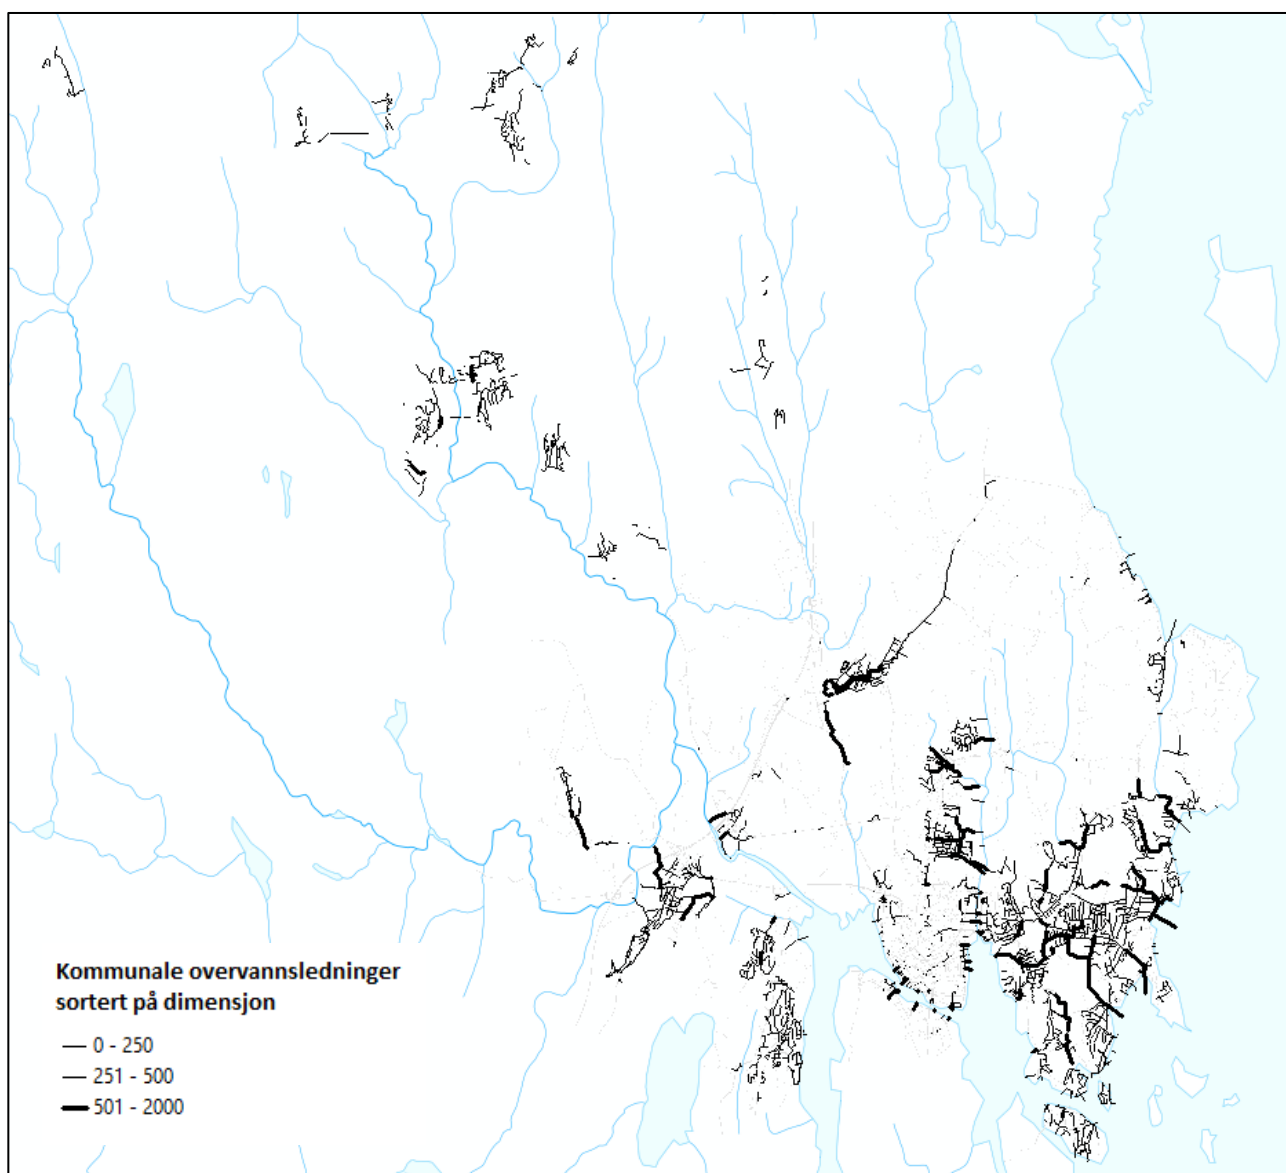 Kommunale overvannsledninger
sortert på dimensjon
0 - 250
251 - 500
501 - 2000